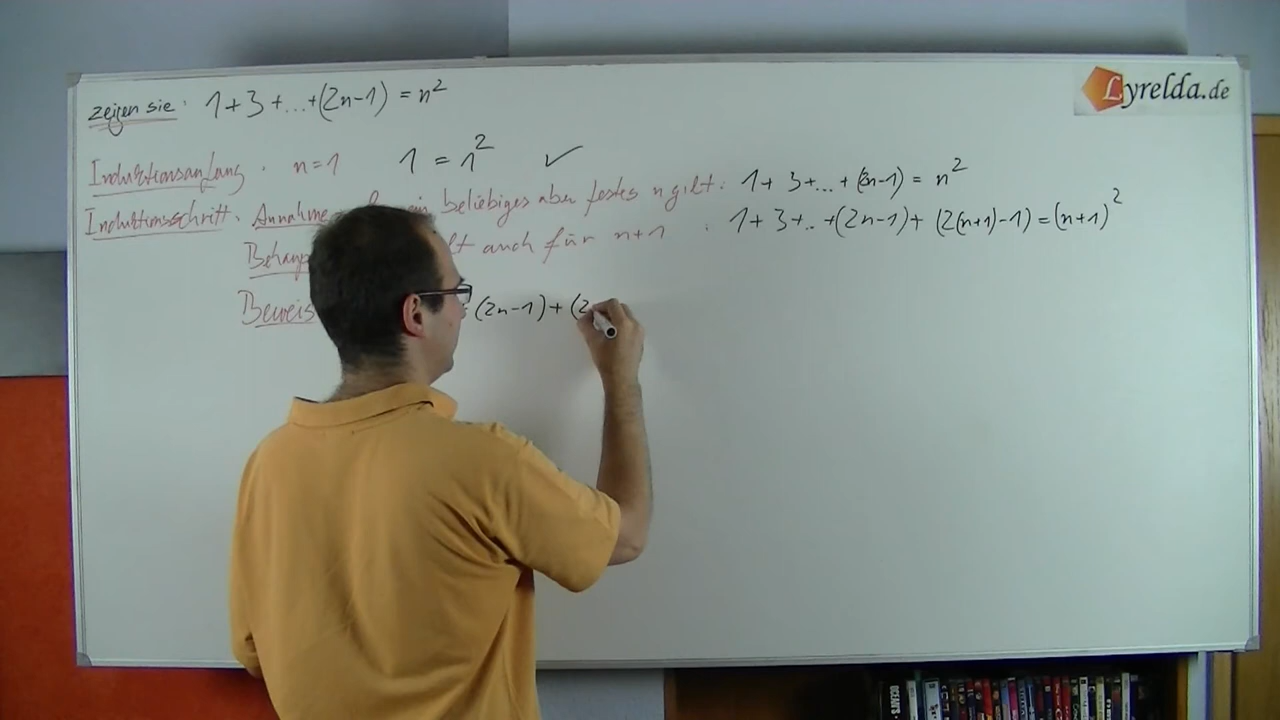 zeigen sie: 1+3+...+(2n-1) = n²
Lyrelda.de
Induktionsanfang: n=1 1 = 1² ✓
Induktionsschritt: Annahme ein beliebiges aber festes n gilt: 1+3+...+(2n-1) = n²
auch für n+1: 1+3+..+(2n-1)+(2(n+1)-1)=(n+1)²
Beweis (2n-1)+(2